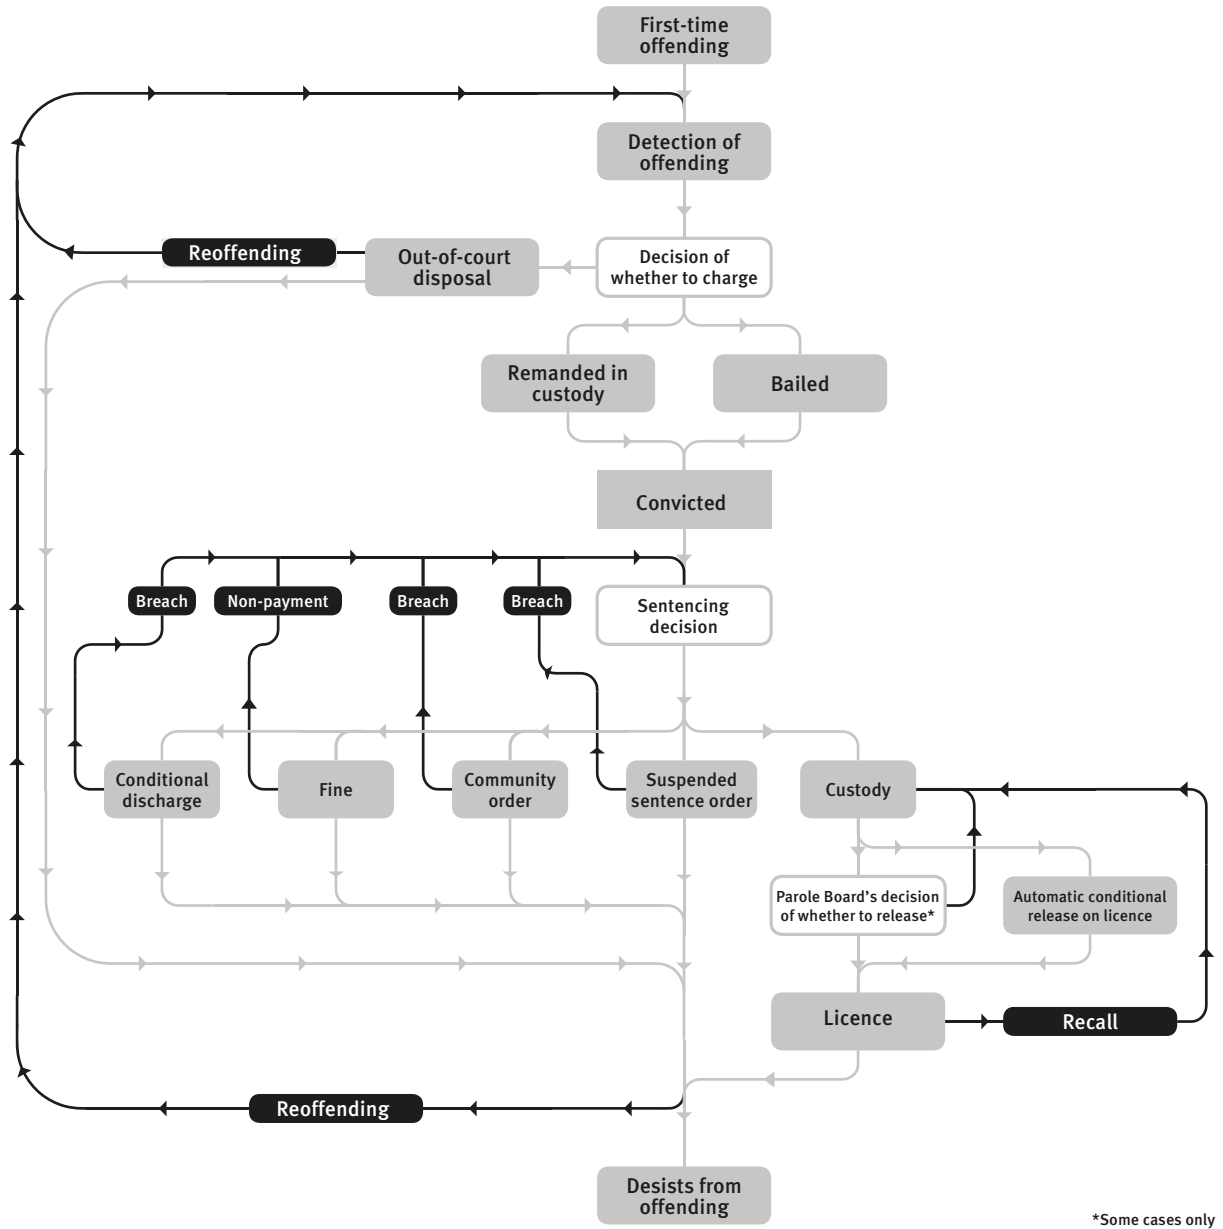 First-time
offending
Detection of
offending
Reoffending
Out-of-court
disposal
Decision of
whether to charge
Remanded in
custody
Bailed
Convicted
Breach
Non-payment
Breach
Breach
Sentencing
decision
Conditional
discharge
Fine
Community
order
Suspended
sentence order
Custody
Parole Board's decision
of whether to release*
Automatic conditional
release on licence
Licence
Recall
Reoffending
Desists from
offending
*Some cases only